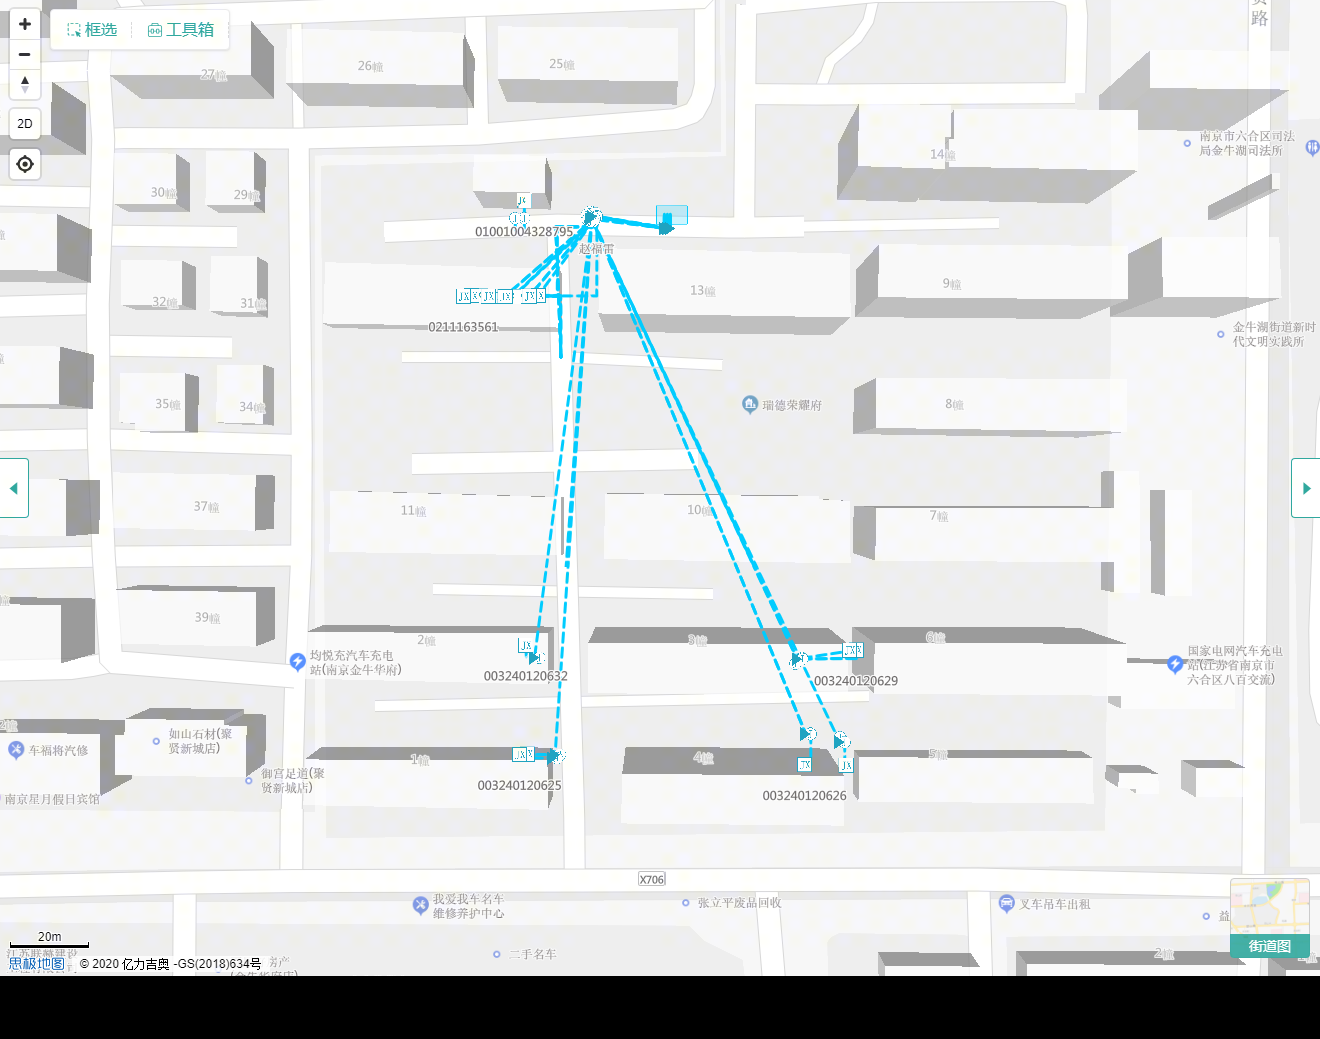 框选
工具箱
2D
贾路
27幢
26幢
25幢
14幢
南京市六合区司法
局金牛湖司法所
30幢
29幢
JX
01001004328795
赵福雷
32幢
31幢
JX
JX
JX
JX
JX
13幢
9幢
0211163561
金牛湖街道新时
代文明实践所
35幢
34幢
瑞德荣耀府
8幢
37幢
11幢
10幢
7幢
39幢
2幢
3幢
6幢
JX
JX
均悦充汽车充电
站(南京金牛华府)
003240120632
003240120629
国家电网汽车充电
站(江苏省南京市
六合区八百交流)
车福将汽修
如山石材(聚
贤新城店)
1幢
JX
4幢
5幢
JX
JX
御宫足道(聚
贤新城店)
003240120625
003240120626
南京星月假日宾馆
X706
我爱我车名车
维修养护中心
张立平废品回收
叉车吊车出租
益
20m
二手名车
2幢
街道图
思极地图
© 2020 亿力吉奥 -GS(2018)634号